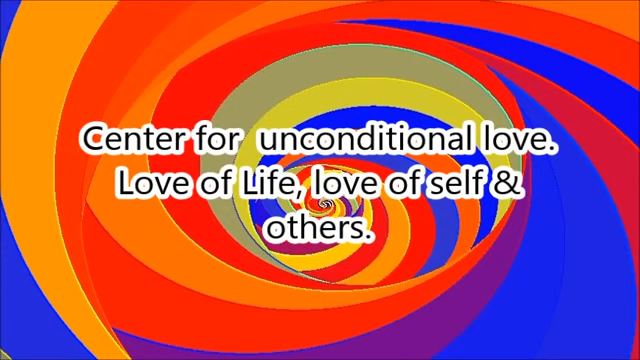 Center for  unconditional love.
Love of Life, love of self &
others.